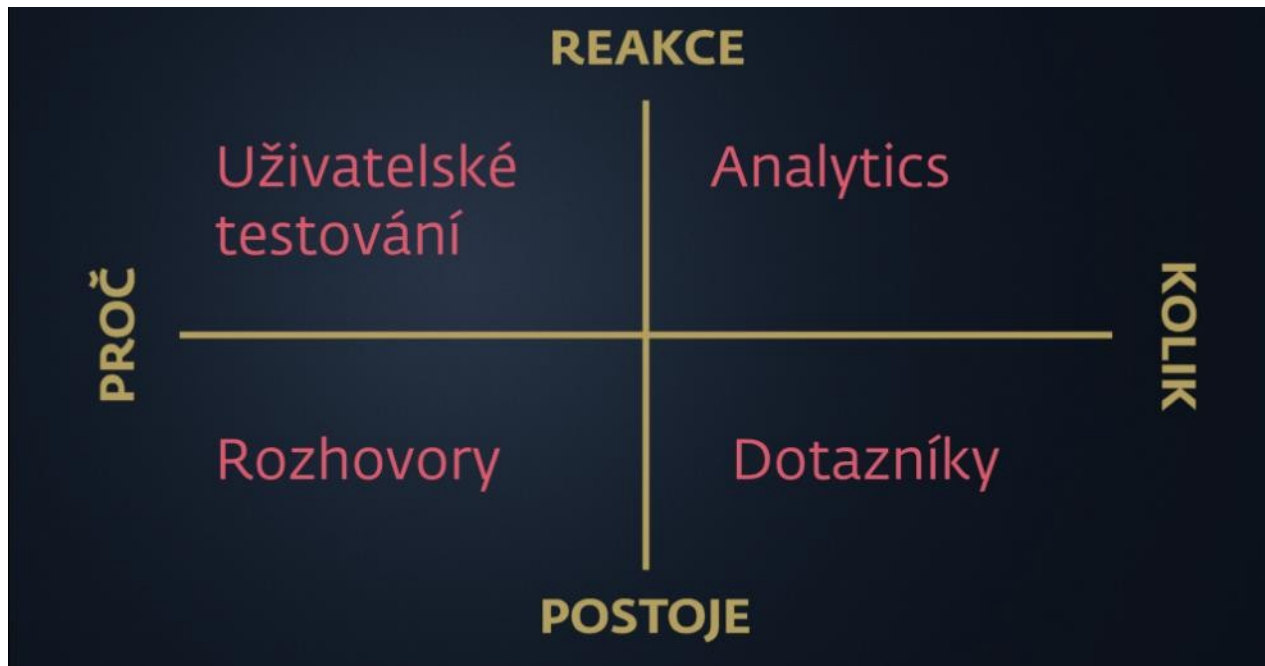 REAKCE
Uživatelské
testování
Analytics
PROČ
KOLIK
Rozhovory
Dotazníky
POSTOJE